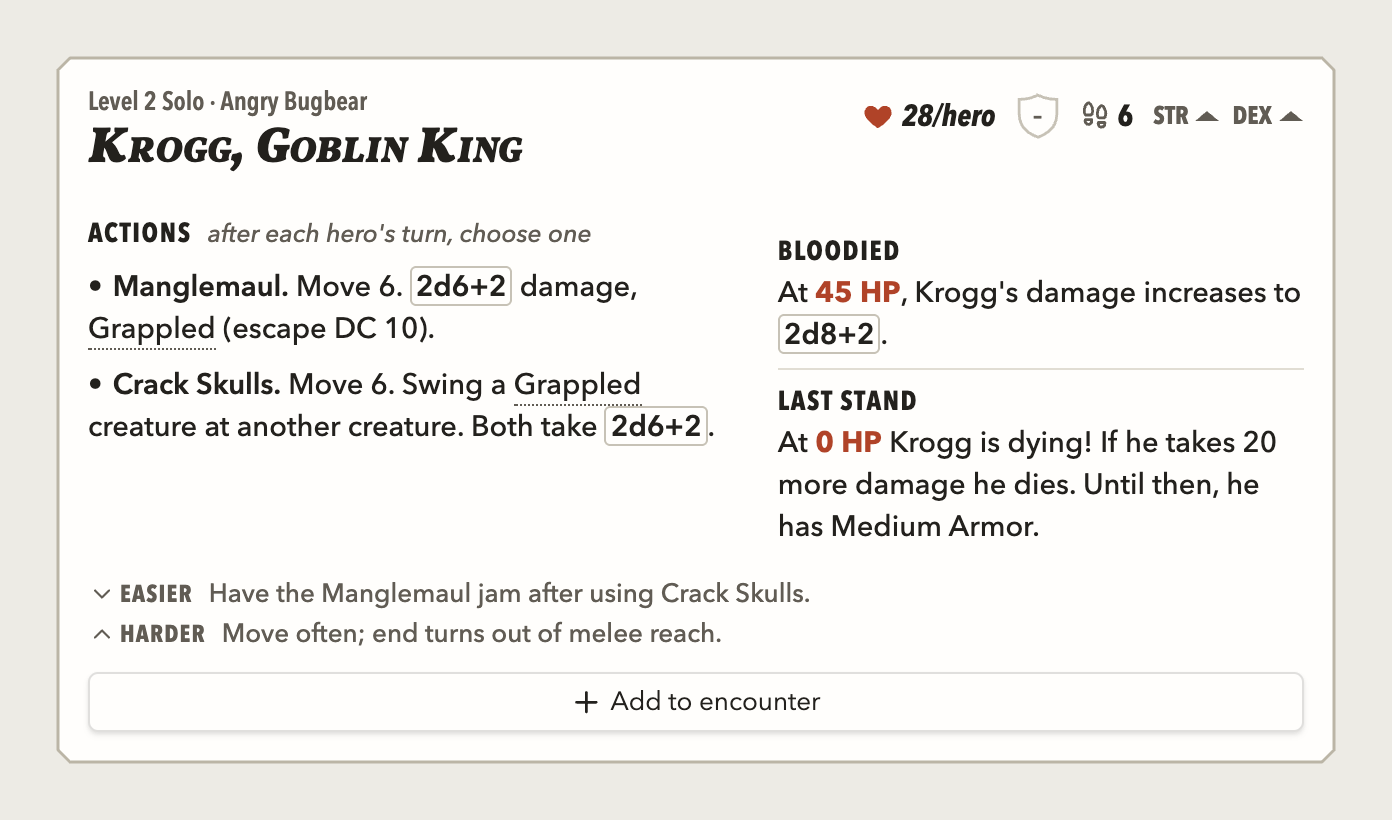 Level 2 Solo · Angry Bugbear
Krogg, Goblin King
28/hero - 6 STR DEX
ACTIONS after each hero's turn, choose one
• Manglemaul. Move 6. 2d6+2 damage,
Grappled (escape DC 10).
• Crack Skulls. Move 6. Swing a Grappled
creature at another creature. Both take 2d6+2.
BLOODIED
At 45 HP, Krogg's damage increases to
2d8+2.
LAST STAND
At 0 HP Krogg is dying! If he takes 20
more damage he dies. Until then, he
has Medium Armor.
EASIER Have the Manglemaul jam after using Crack Skulls.
HARDER Move often; end turns out of melee reach.
+ Add to encounter